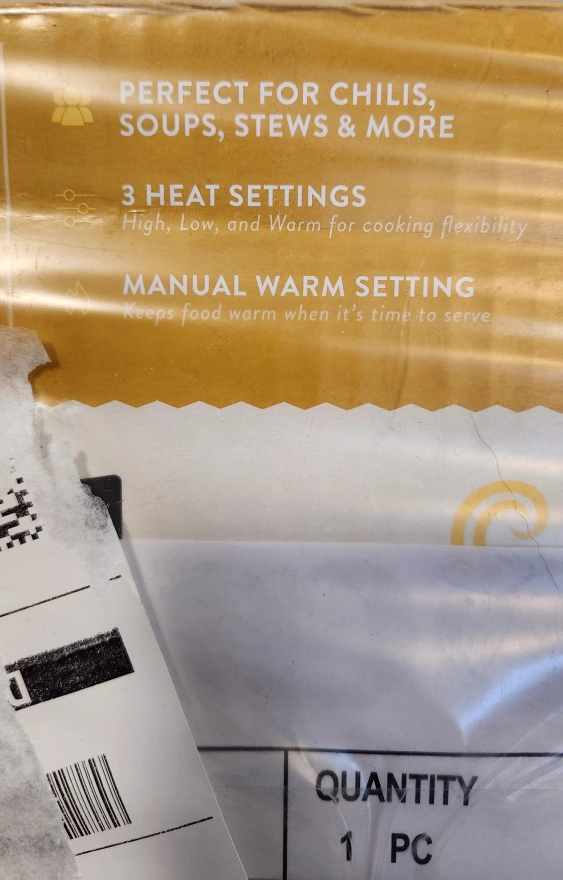 PERFECT FOR CHILIS,
SOUPS, STEWS & MORE
3 HEAT SETTINGS
High, Low, and Warm for cooking flexibility
MANUAL WARM SETTING
Keeps food warm when it's time to serve
QUANTITY
1 PC